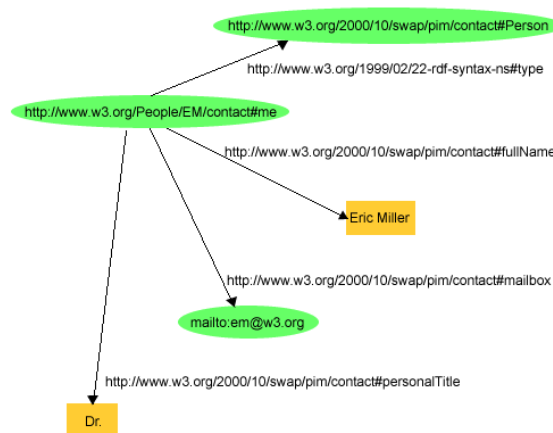 http://www.w3.org/2000/10/swap/pim/contact#Person
http://www.w3.org/1999/02/22-rdf-syntax-ns#type
http://www.w3.org/People/EM/contact#me
http://www.w3.org/2000/10/swap/pim/contact#fullName
Eric Miller
http://www.w3.org/2000/10/swap/pim/contact#mailbox
mailto:em@w3.org
http://www.w3.org/2000/10/swap/pim/contact#personalTitle
Dr.